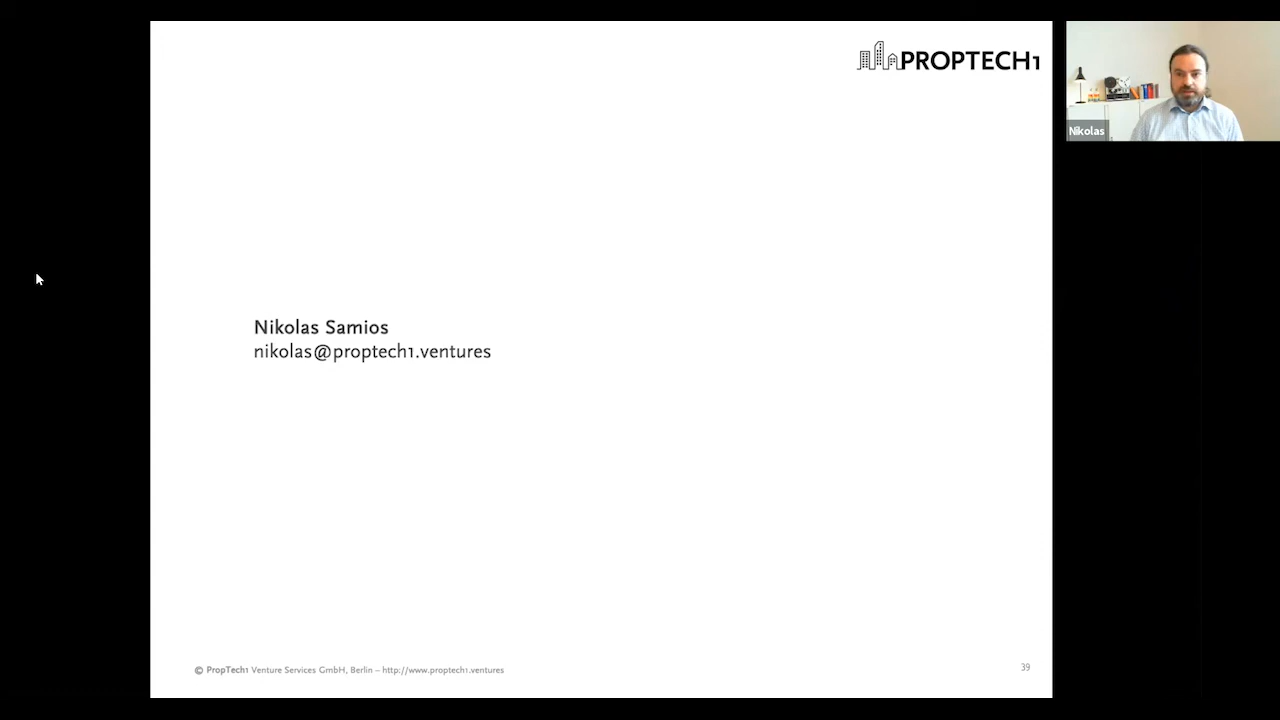 PROPTECH1
Nikolas
Nikolas Samios
nikolas@proptech1.ventures
© PropTech1 Venture Services GmbH, Berlin – http://www.proptech1.ventures
39